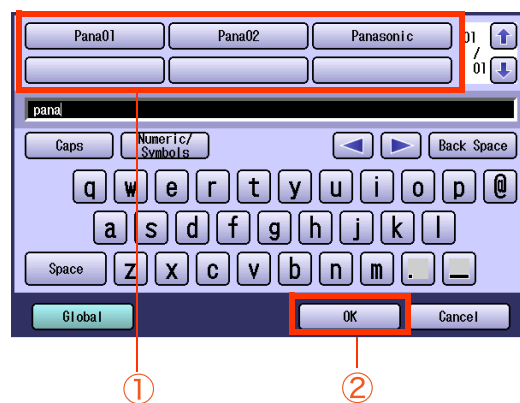 Pana01 Pana02 Panasonic 01
/
01
pana
Caps Numeric/ Back Space
Symbols
q w e r t y u i o p @
a s d f g h j k l
Space z x c v b n m . _
Global OK Cancel
① ②